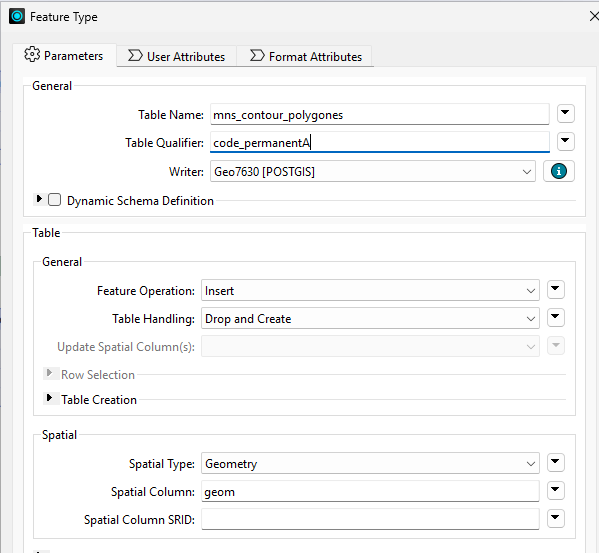 Feature Type
Parameters User Attributes Format Attributes
General
Table Name: mns_contour_polygones
Table Qualifier: code_permanentA
Writer: Geo7630 [POSTGIS]
Dynamic Schema Definition
Table
General
Feature Operation: Insert
Table Handling: Drop and Create
Update Spatial Column(s):
Row Selection
Table Creation
Spatial
Spatial Type: Geometry
Spatial Column: geom
Spatial Column SRID: